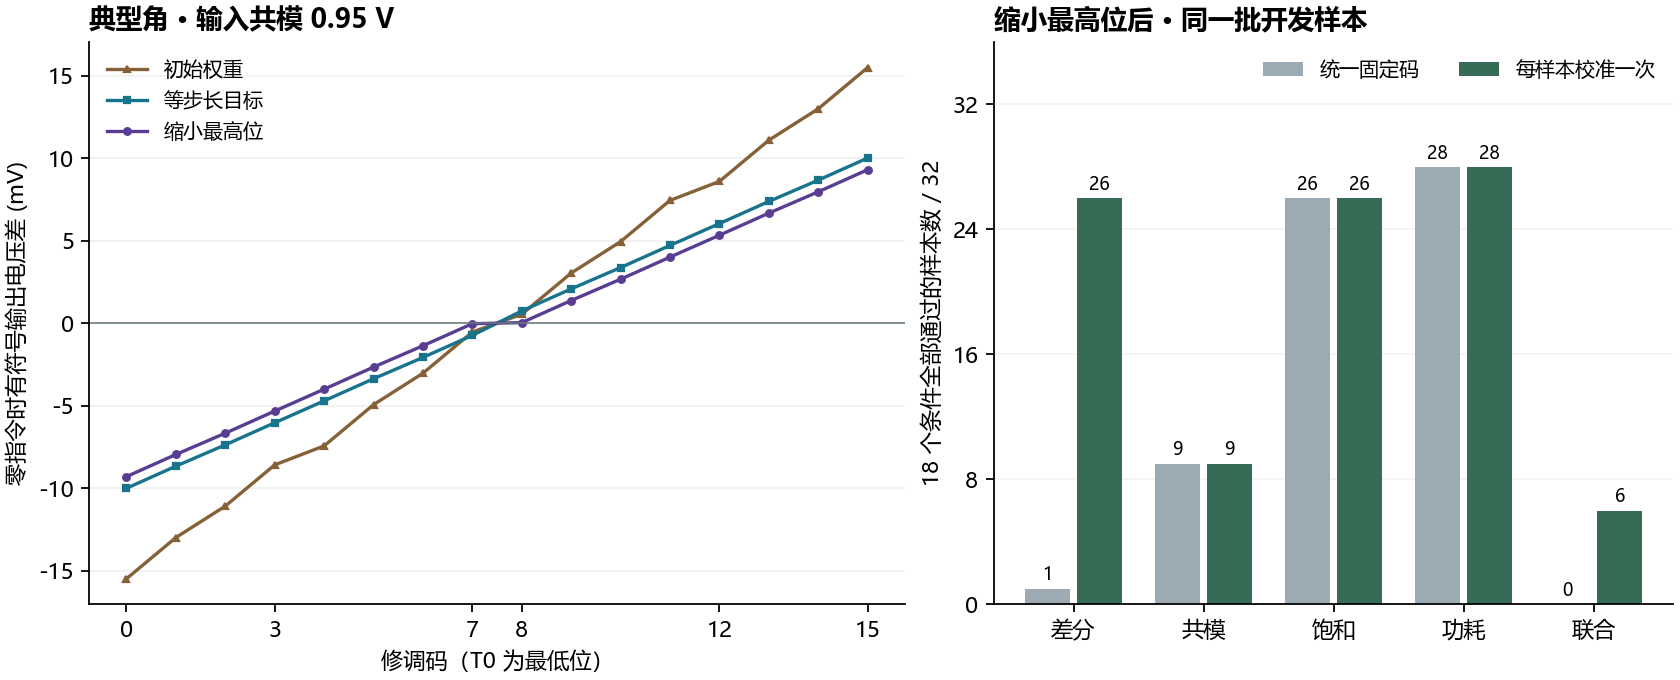 典型角 • 输入共模 0.95 V
初始权重
等步长目标
缩小最高位
零指令时有符号输出电压差 (mV)
15
10
5
0
-5
-10
-15
0
3
7
8
12
15
修调码（T0 为最低位）
缩小最高位后 • 同一批开发样本
统一固定码
每样本校准一次
18 个条件全部通过的样本数 / 32
32
24
16
8
0
1
26
9
9
26
26
28
28
0
6
差分
共模
饱和
功耗
联合